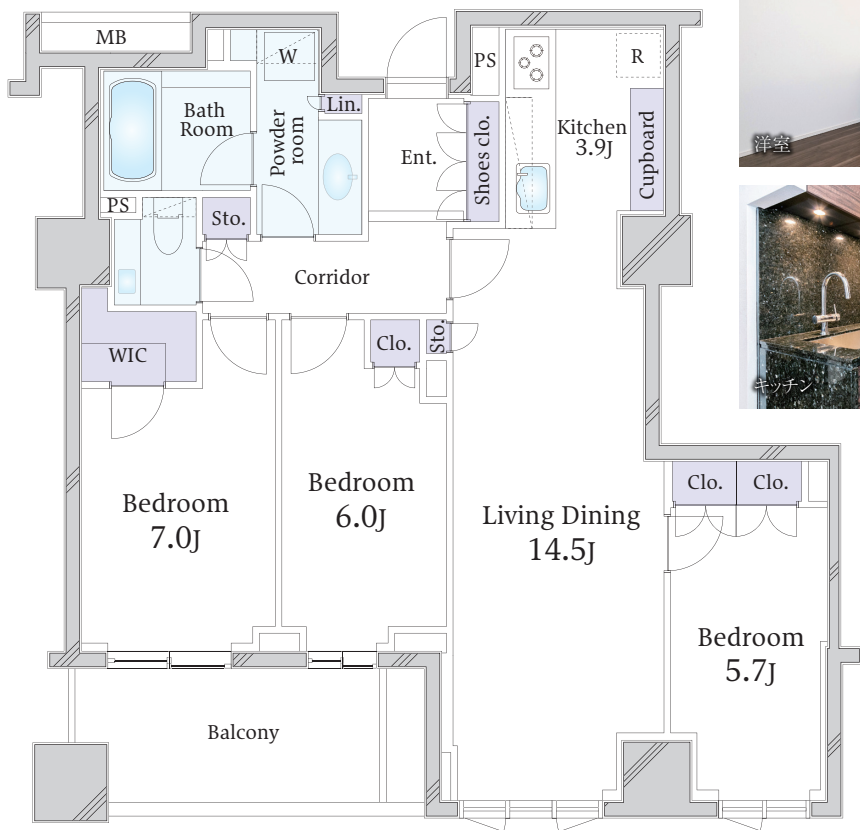 MB
W
PS
R
洋室
Bath
Room
Powder
room
Lin.
Ent.
Shoes clo.
Kitchen
3.9J
Cupboard
PS
Sto.
Corridor
キッチン
WIC
Clo.
Sto.
Bedroom
7.0J
Bedroom
6.0J
Living Dining
14.5J
Clo.
Clo.
Bedroom
5.7J
Balcony